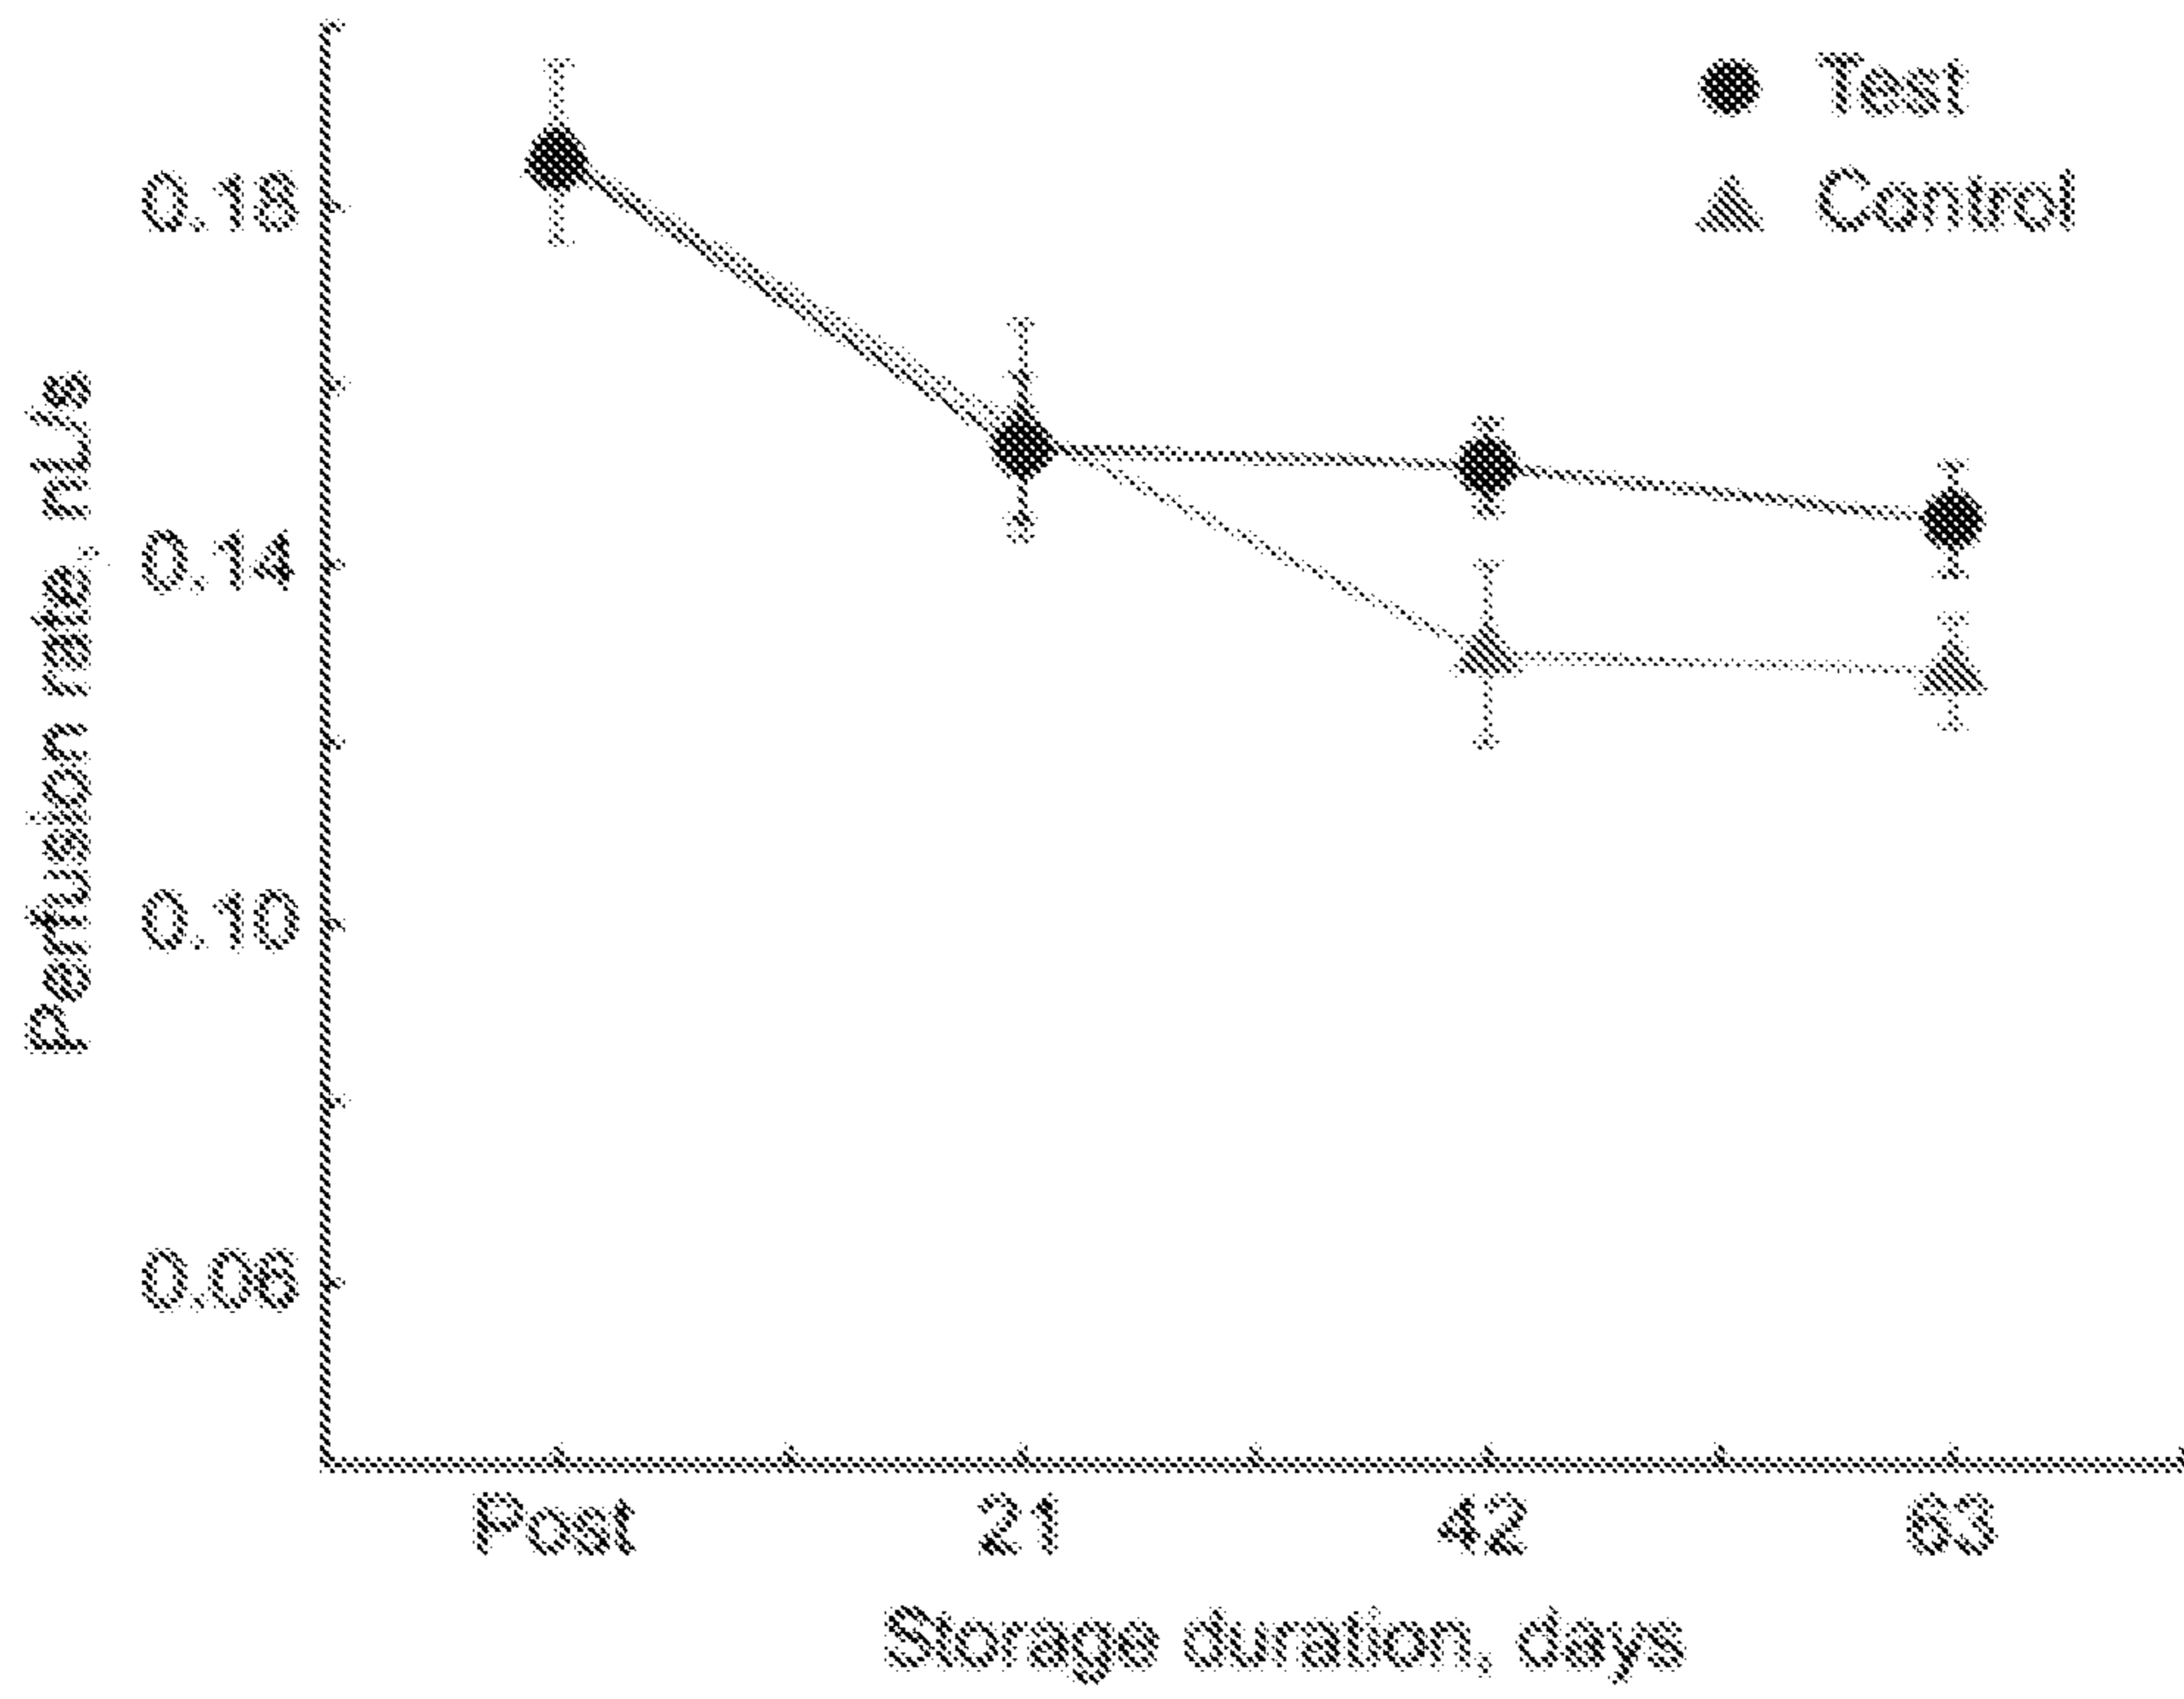 Test
Control
Perfusion rate, nL/s
0.18
0.14
0.10
0.06
Post 21 42 63
Storage duration, days